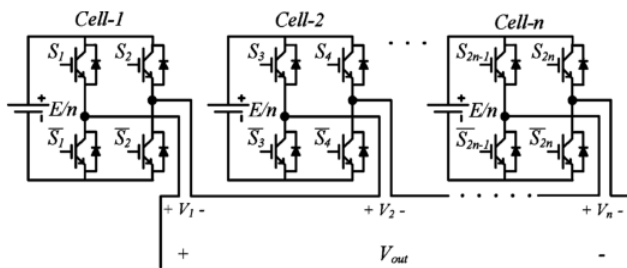 Cell-1 Cell-2 . . . Cell-n
S₁ S₂ S₃ S₄ S₂ₙ₋₁ S₂ₙ
+ E/n - + E/n - + E/n -
S̅₁ S̅₂ S̅₃ S̅₄ S̅₂ₙ₋₁ S̅₂ₙ
+ V₁ - + V₂ - . . . . . . + Vₙ -
+ Vout -